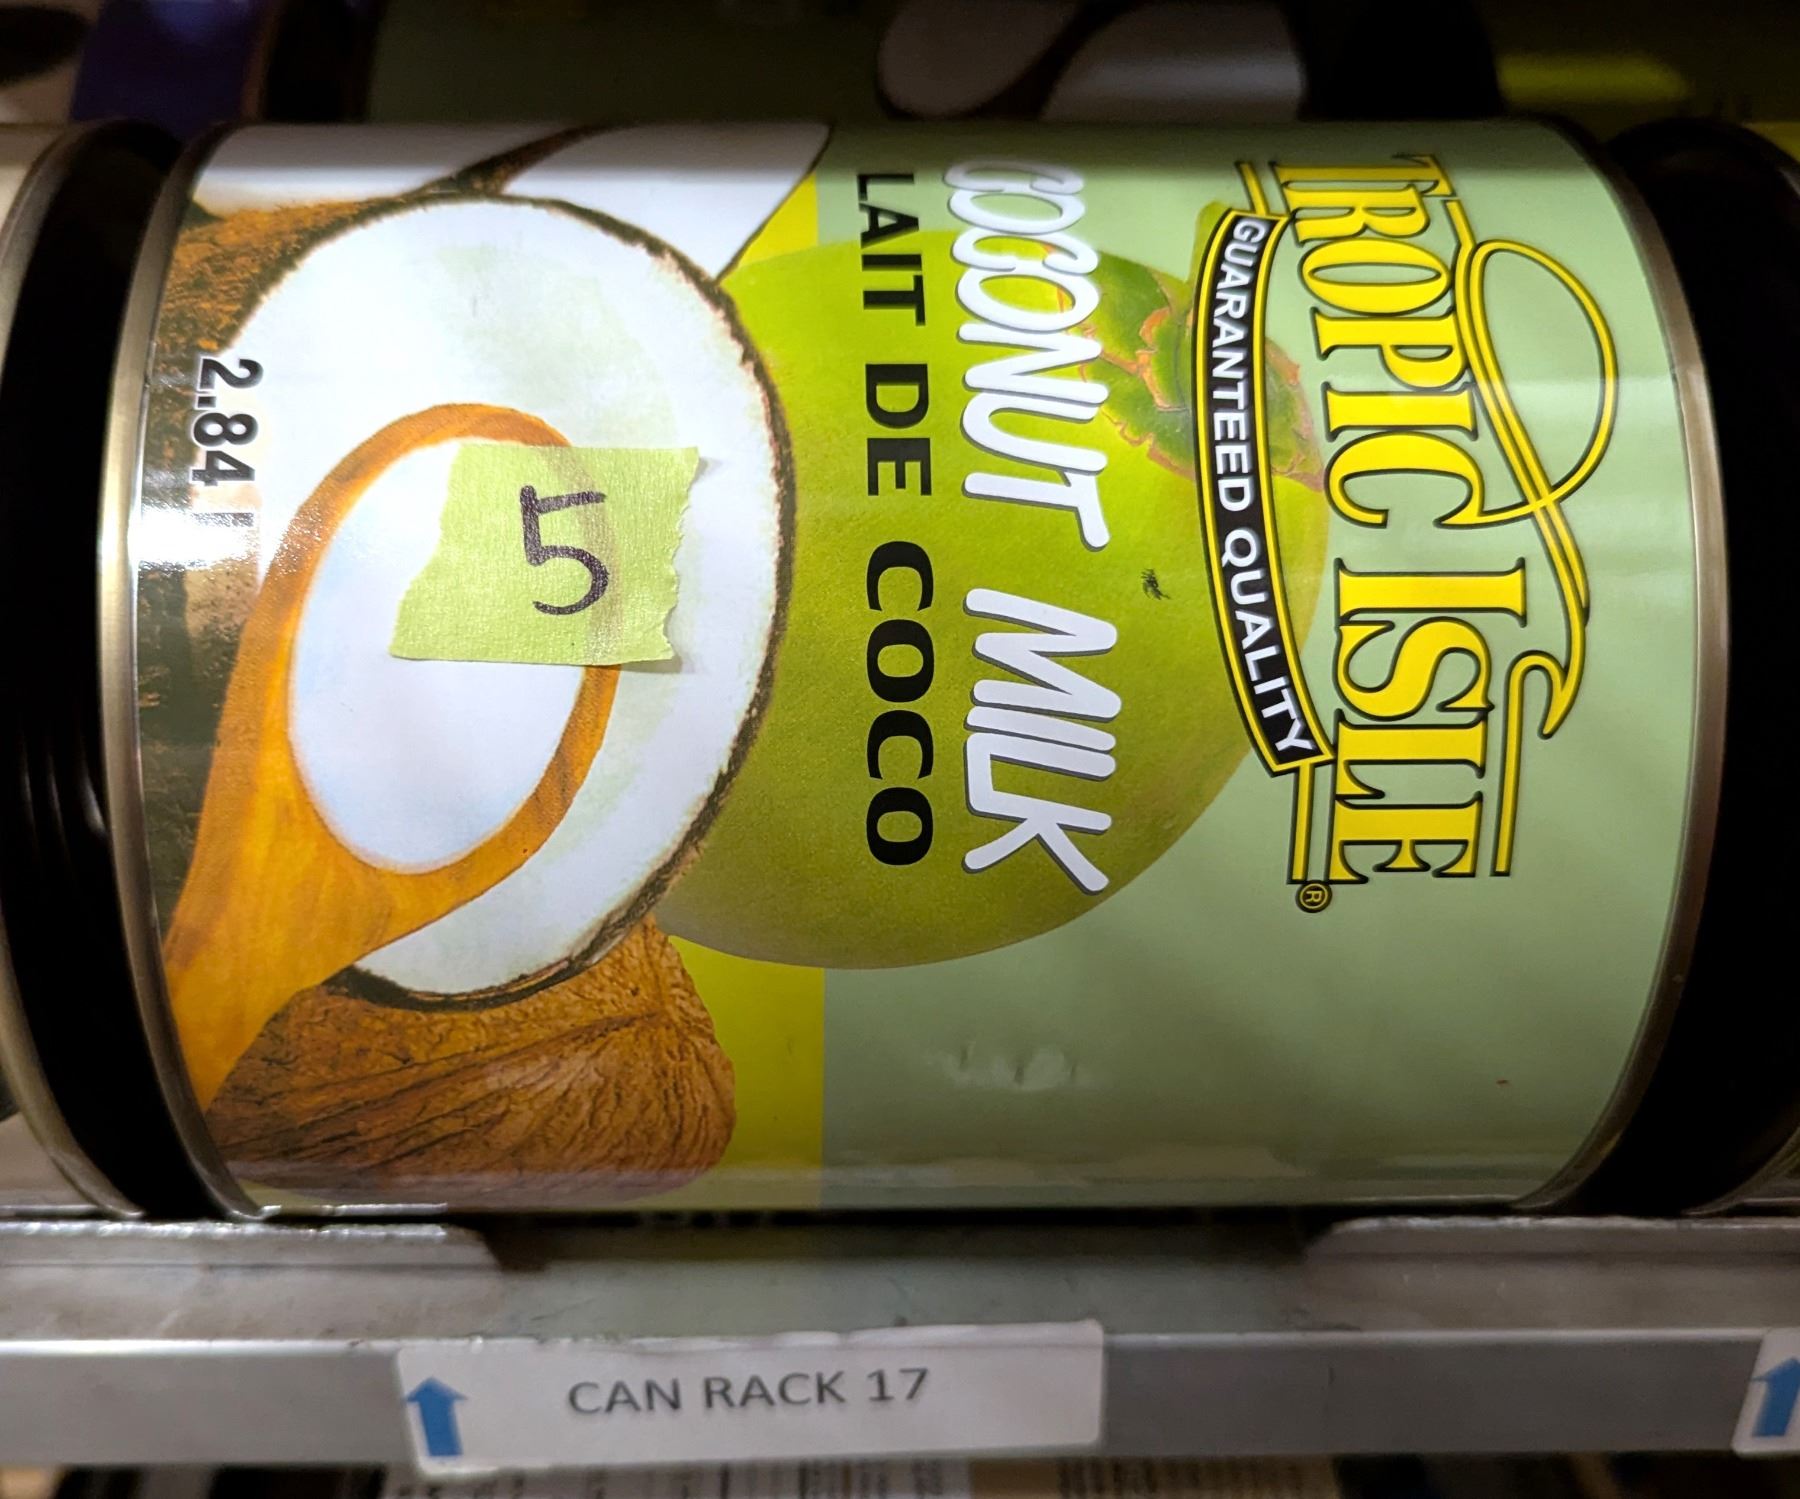 TROPIC ISLE®
GUARANTEED QUALITY
COCONUT MILK
LAIT DE COCO
5
2.84 L
CAN RACK 17